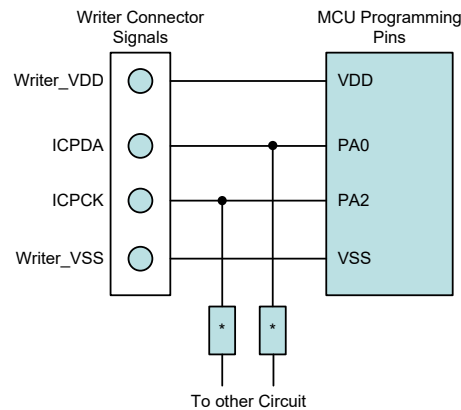 Writer Connector
Signals
MCU Programming
Pins
Writer_VDD
VDD
ICPDA
PA0
ICPCK
PA2
Writer_VSS
VSS
*
*
To other Circuit